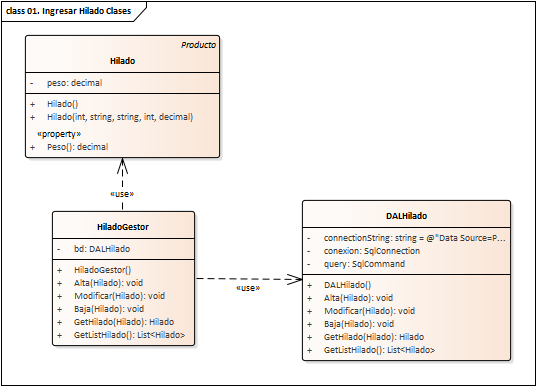 class 01. Ingresar Hilado Clases
Producto
Hilado
- peso: decimal
+ Hilado()
+ Hilado(int, string, string, int, decimal)
«property»
+ Peso(): decimal
«use»
HiladoGestor
- bd: DALHilado
+ HiladoGestor()
+ Alta(Hilado): void
+ Modificar(Hilado): void
+ Baja(Hilado): void
+ GetHilado(Hilado): Hilado
+ GetListHilado(): List<Hilado>
«use»
DALHilado
- connectionString: string = @"Data Source=P...
- conexion: SqlConnection
- query: SqlCommand
+ DALHilado()
+ Alta(Hilado): void
+ Modificar(Hilado): void
+ Baja(Hilado): void
+ GetHilado(Hilado): Hilado
+ GetListHilado(): List<Hilado>